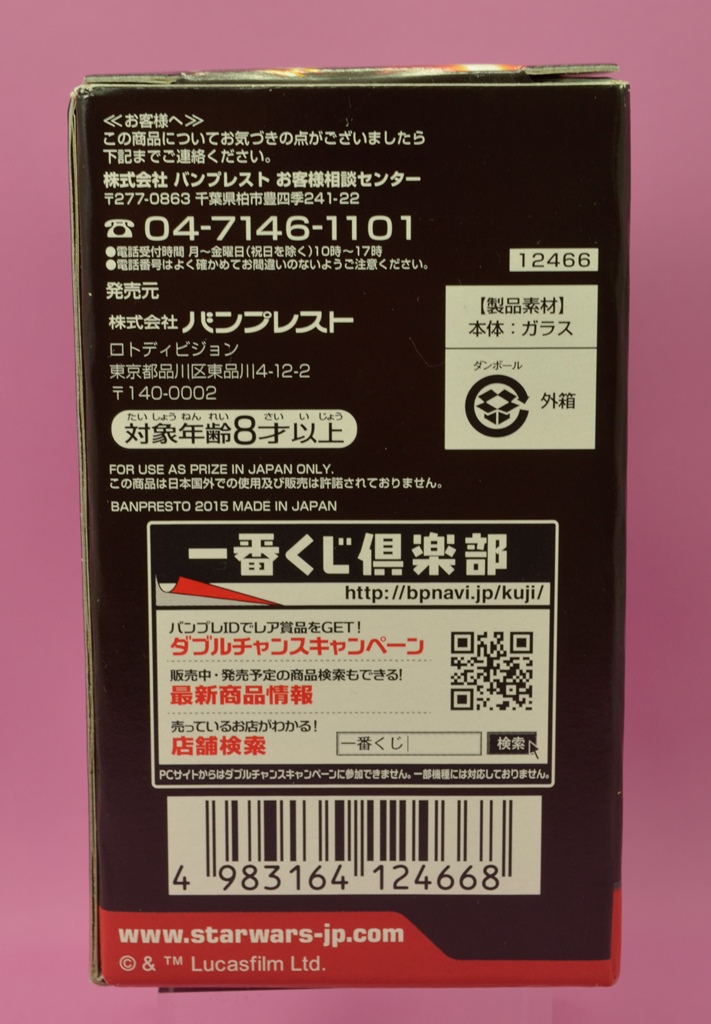 ≪お客様へ≫
この商品についてお気づきの点がございましたら
下記までご連絡ください。
株式会社 バンプレスト お客様相談センター
〒277-0863 千葉県柏市豊四季241-22
☎ 04-7146-1101
●電話受付時間 月～金曜日(祝日を除く)10時～17時
●電話番号はよく確かめてお間違いのないようご注意ください。
12466
発売元
株式会社 バンプレスト
ロトディビジョン
東京都品川区東品川4-12-2
〒140-0002
【製品素材】
本体：ガラス
ダンボール
外箱
たいしょうねんれい さいいじょう
対象年齢8才以上
FOR USE AS PRIZE IN JAPAN ONLY.
この商品は日本国外での使用及び販売は許諾されておりません。
BANPRESTO 2015 MADE IN JAPAN
一番くじ倶楽部
http://bpnavi.jp/kuji/
バンプレIDでレア賞品をGET！
ダブルチャンスキャンペーン
販売中・発売予定の商品検索もできる！
最新商品情報
売っているお店がわかる！
店舗検索
一番くじ 検索
PCサイトからはダブルチャンスキャンペーンに参加できません。一部機種には対応しておりません。
4 983164 124668
www.starwars-jp.com
© & ™ Lucasfilm Ltd.